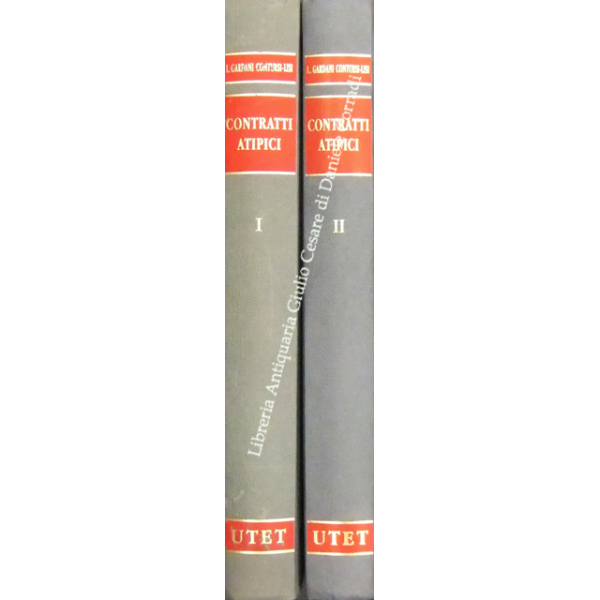 L. GARDANI CONTURSI-LISI
CONTRATTI
ATIPICI
I
UTET
L. GARDANI CONTURSI-LISI
CONTRATTI
ATIPICI
II
UTET
Libreria Antiquaria Giulio Cesare di Daniele Corradi